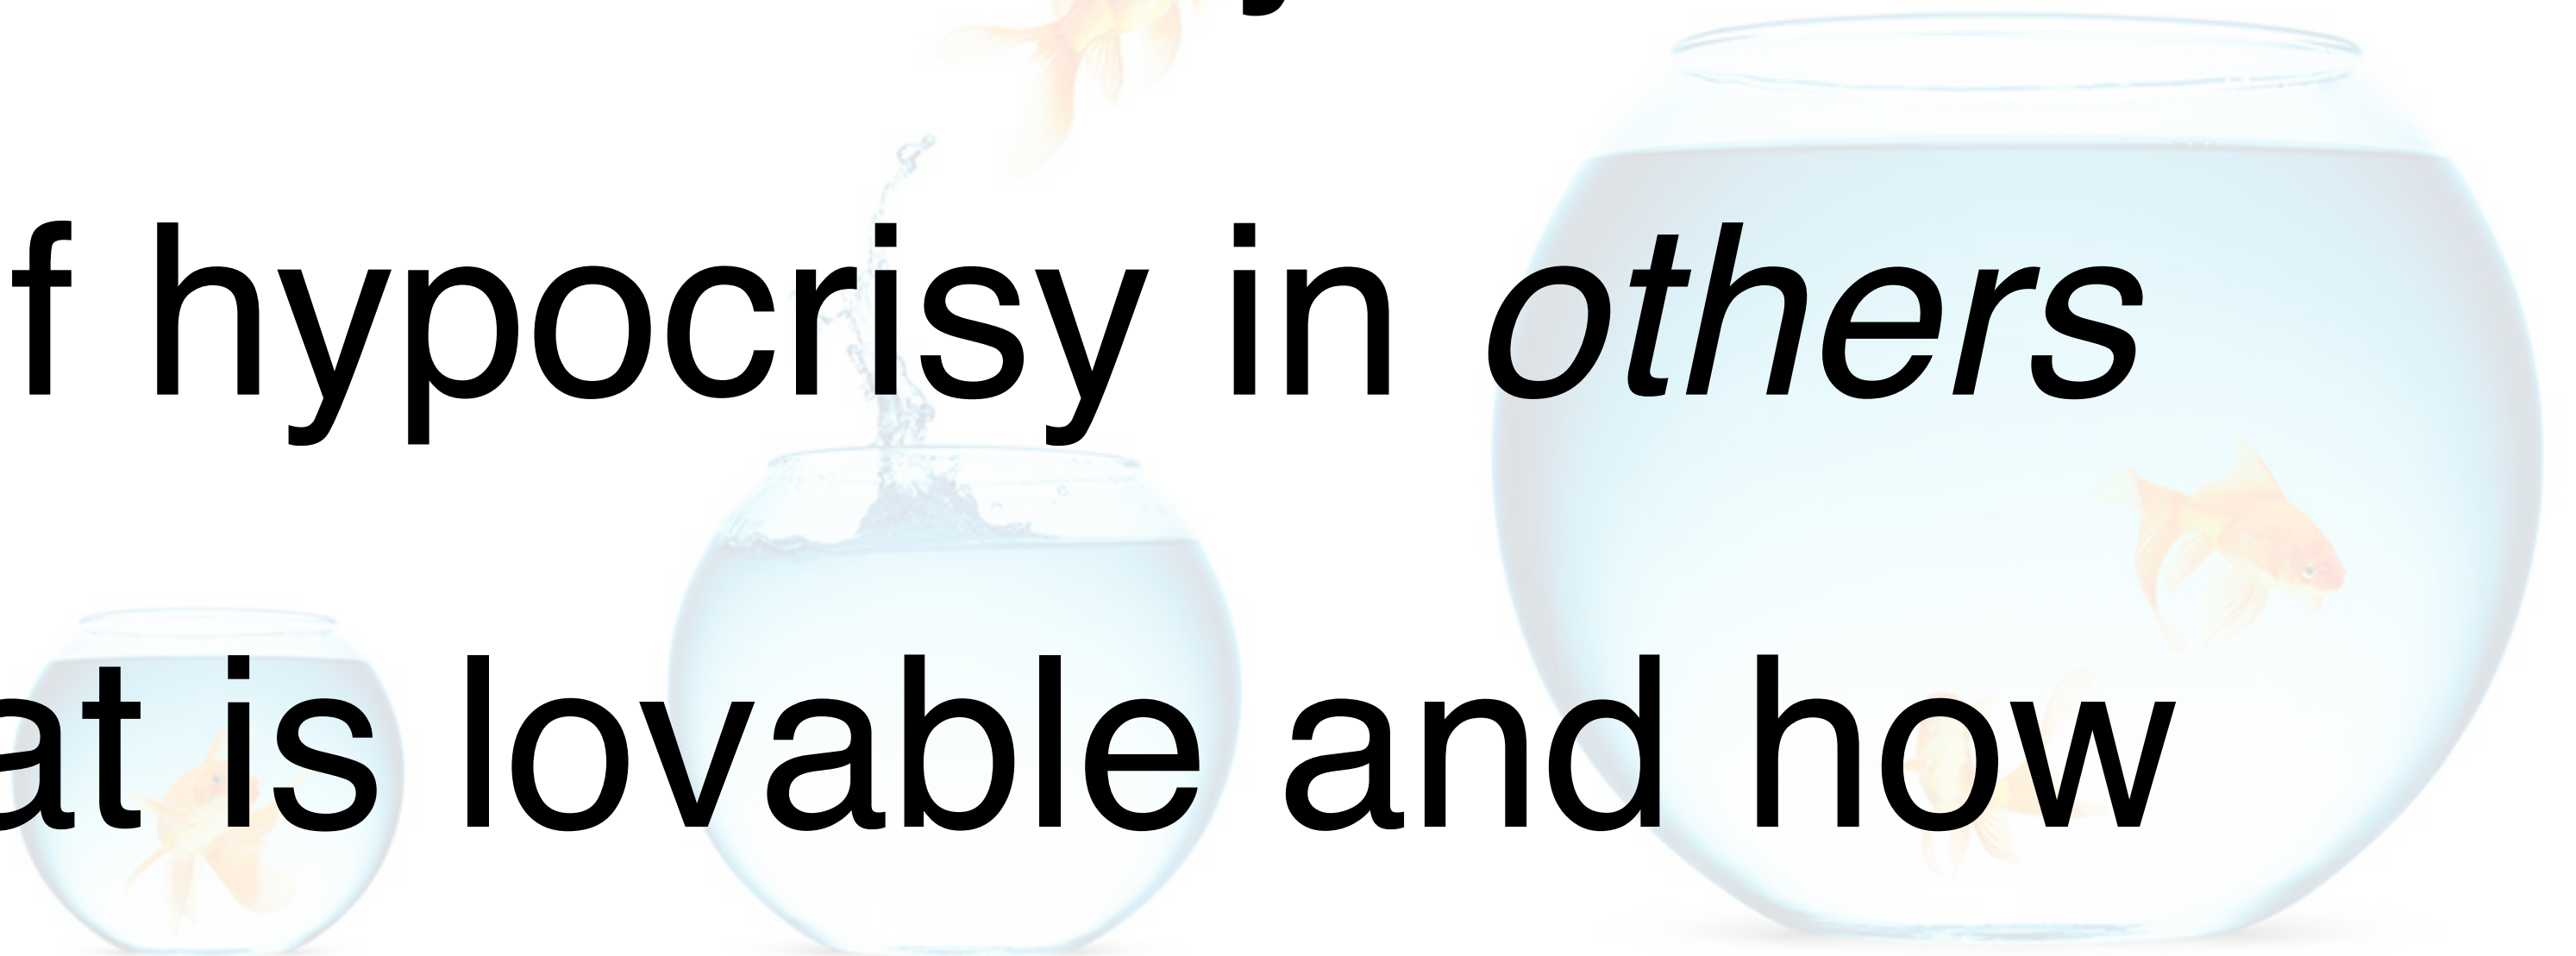 f hypocrisy in others
at is lovable and how